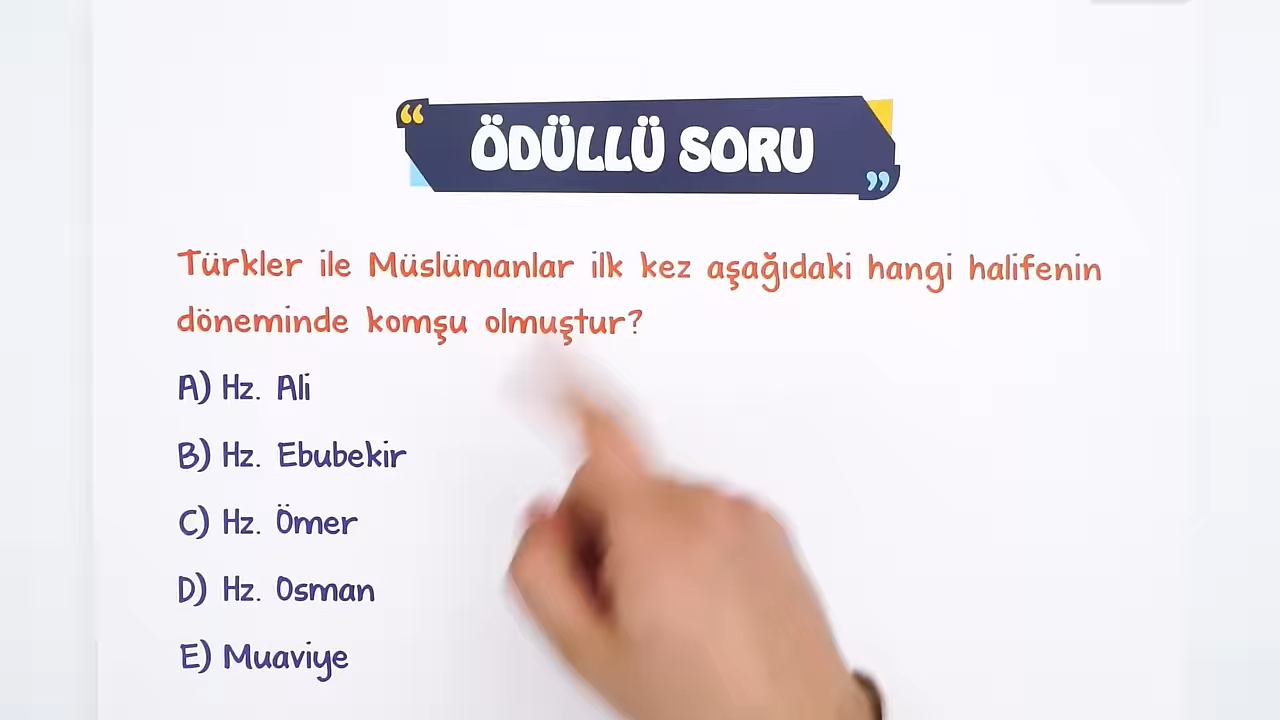 ÖDÜLLÜ SORU
Türkler ile Müslümanlar ilk kez aşağıdaki hangi halifenin
döneminde komşu olmuştur?
A) Hz. Ali
B) Hz. Ebubekir
C) Hz. Ömer
D) Hz. Osman
E) Muaviye